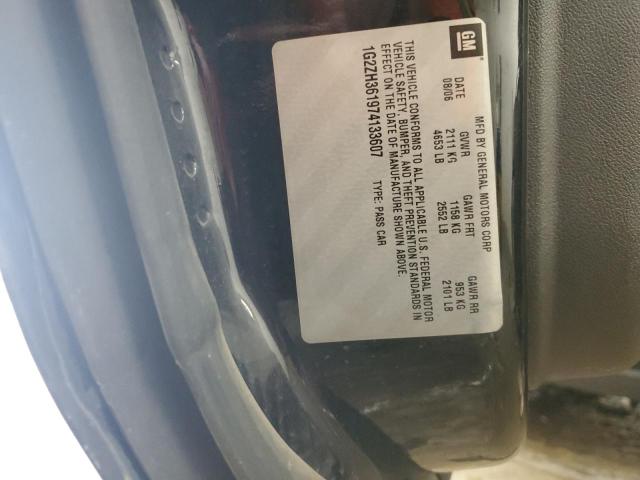 GM
MFD BY GENERAL MOTORS CORP
DATE GVWR GAWR FRT GAWR RR
08/06 2111 KG 1158 KG 953 KG
4653 LB 2552 LB 2101 LB
THIS VEHICLE CONFORMS TO ALL APPLICABLE U.S. FEDERAL MOTOR
VEHICLE SAFETY, BUMPER, AND THEFT PREVENTION STANDARDS IN
EFFECT ON THE DATE OF MANUFACTURE SHOWN ABOVE.
1G2ZH361974133607 TYPE: PASS CAR